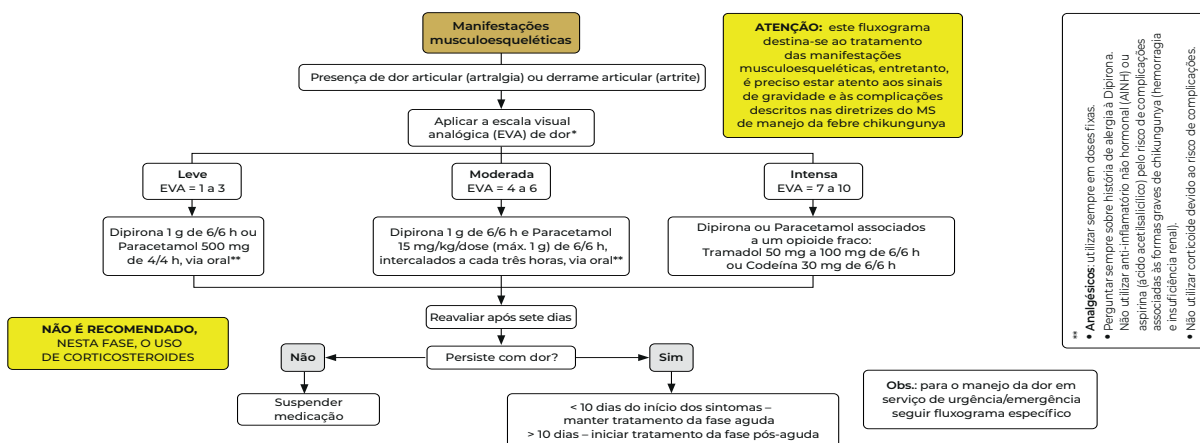 Manifestações
musculoesqueléticas
Presença de dor articular (artralgia) ou derrame articular (artrite)
Aplicar a escala visual
analógica (EVA) de dor*
ATENÇÃO: este fluxograma
destina-se ao tratamento
das manifestações
musculoesqueléticas, entretanto,
é preciso estar atento aos sinais
de gravidade e às complicações
descritos nas diretrizes do MS
de manejo da febre chikungunya
Leve
EVA = 1 a 3
Moderada
EVA = 4 a 6
Intensa
EVA = 7 a 10
Dipirona 1 g de 6/6 h ou
Paracetamol 500 mg
de 4/4 h, via oral**
Dipirona 1 g de 6/6 h e Paracetamol
15 mg/kg/dose (máx. 1 g) de 6/6 h,
intercalados a cada três horas, via oral**
Dipirona ou Paracetamol associados
a um opioide fraco:
Tramadol 50 mg a 100 mg de 6/6 h
ou Codeína 30 mg de 6/6 h
Reavaliar após sete dias
NÃO É RECOMENDADO,
NESTA FASE, O USO
DE CORTICOSTEROIDES
Não
Persiste com dor?
Sim
Suspender
medicação
< 10 dias do início dos sintomas –
manter tratamento da fase aguda
> 10 dias – iniciar tratamento da fase pós-aguda
Obs.: para o manejo da dor em
serviço de urgência/emergência
seguir fluxograma específico
**
• Analgésicos: utilizar sempre em doses fixas.
• Perguntar sempre sobre história de alergia à Dipirona.
Não utilizar anti-inflamatório não hormonal (AINH) ou
aspirina (ácido acetilsalicílico) pelo risco de complicações
associadas às formas graves de chikungunya (hemorragia
e insuficiência renal).
• Não utilizar corticoide devido ao risco de complicações.